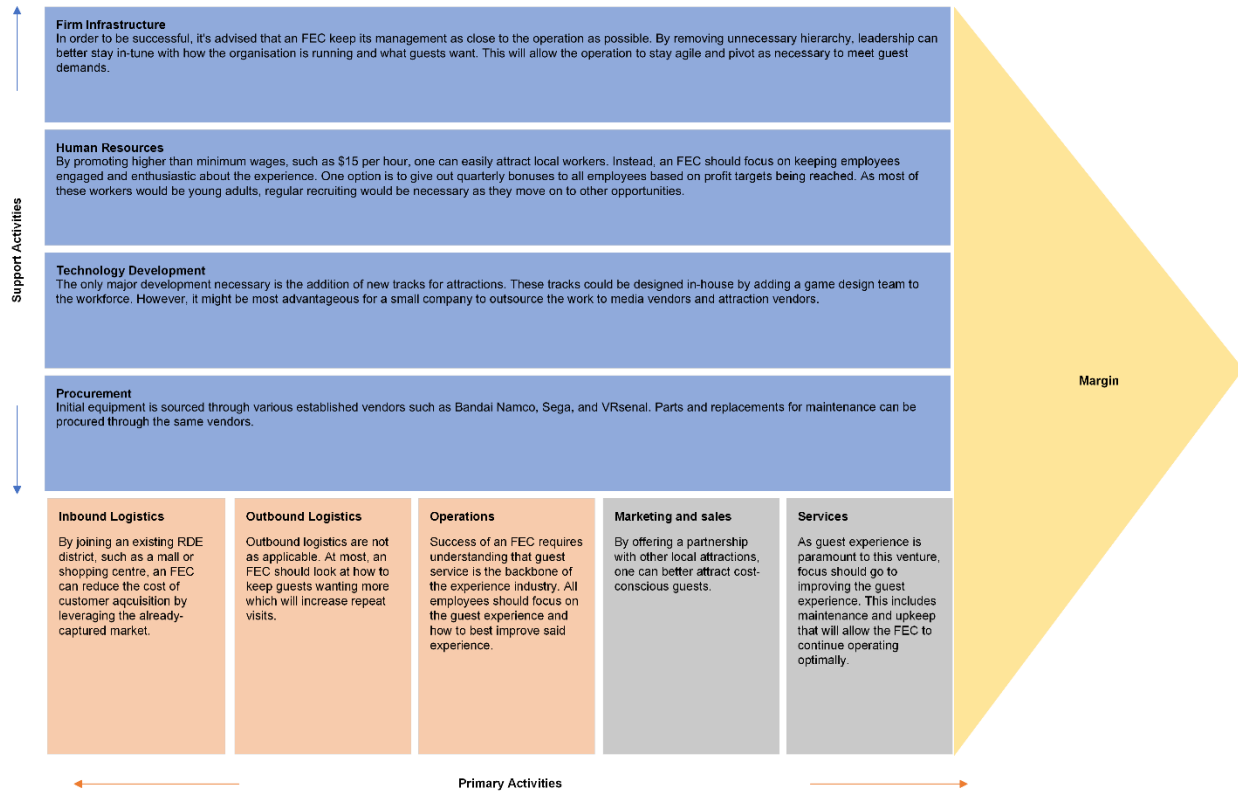 Firm Infrastructure
In order to be successful, it's advised that an FEC keep its management as close to the operation as possible. By removing unnecessary hierarchy, leadership can
better stay in-tune with how the organisation is running and what guests want. This will allow the operation to stay agile and pivot as necessary to meet guest
demands.
Human Resources
By promoting higher than minimum wages, such as $15 per hour, one can easily attract local workers. Instead, an FEC should focus on keeping employees
engaged and enthusiastic about the experience. One option is to give out quarterly bonuses to all employees based on profit targets being reached. As most of
these workers would be young adults, regular recruiting would be necessary as they move on to other opportunities.
Support Activities
Technology Development
The only major development necessary is the addition of new tracks for attractions. These tracks could be designed in-house by adding a game design team to
the workforce. However, it might be most advantageous for a small company to outsource the work to media vendors and attraction vendors.
Procurement
Initial equipment is sourced through various established vendors such as Bandai Namco, Sega, and VRsenal. Parts and replacements for maintenance can be
procured through the same vendors.
Margin
Inbound Logistics
By joining an existing RDE
district, such as a mall or
shopping centre, an FEC
can reduce the cost of
customer aqcuisition by
leveraging the already-
captured market.
Outbound Logistics
Outbound logistics are not
as applicable. At most, an
FEC should look at how to
keep guests wanting more
which will increase repeat
visits.
Operations
Success of an FEC requires
understanding that guest
service is the backbone of
the experience industry. All
employees should focus on
the guest experience and
how to best improve said
experience.
Marketing and sales
By offering a partnership
with other local attractions,
one can better attract cost-
conscious guests.
Services
As guest experience is
paramount to this venture,
focus should go to
improving the guest
experience. This includes
maintenance and upkeep
that will allow the FEC to
continue operating
optimally.
Primary Activities